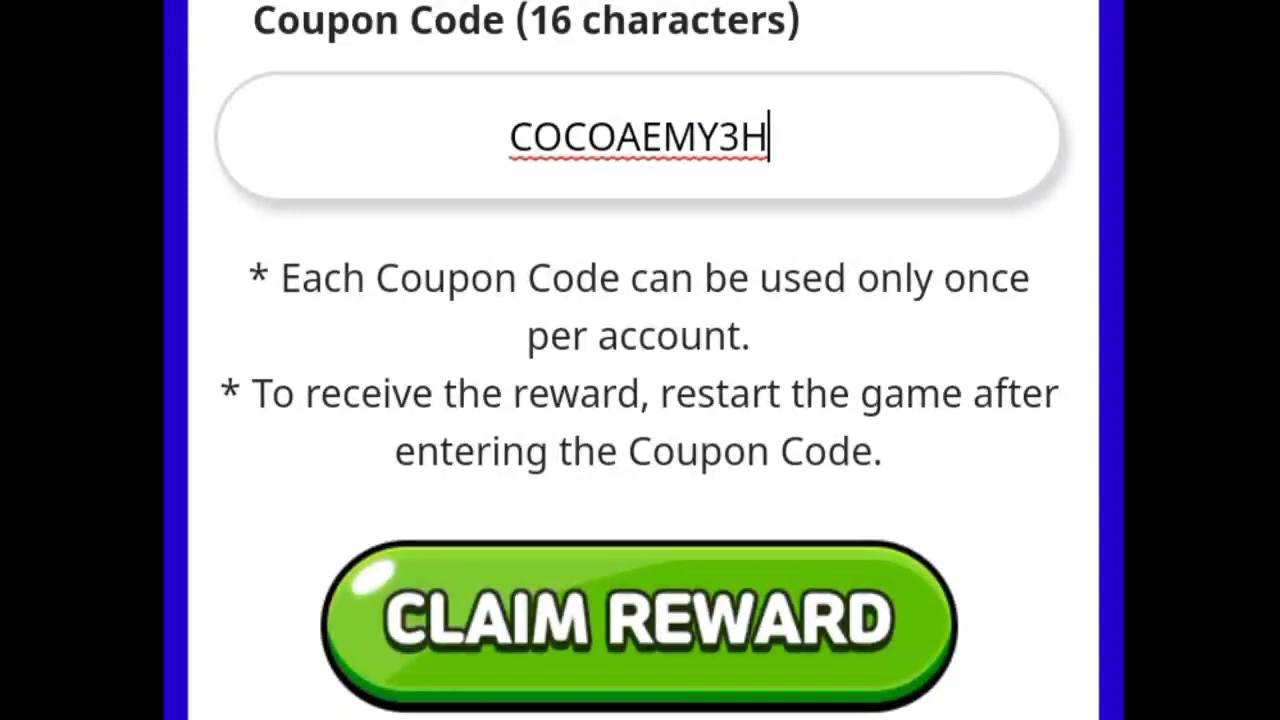 Coupon Code (16 characters)
COCOAEMY3H
* Each Coupon Code can be used only once
per account.
* To receive the reward, restart the game after
entering the Coupon Code.
CLAIM REWARD